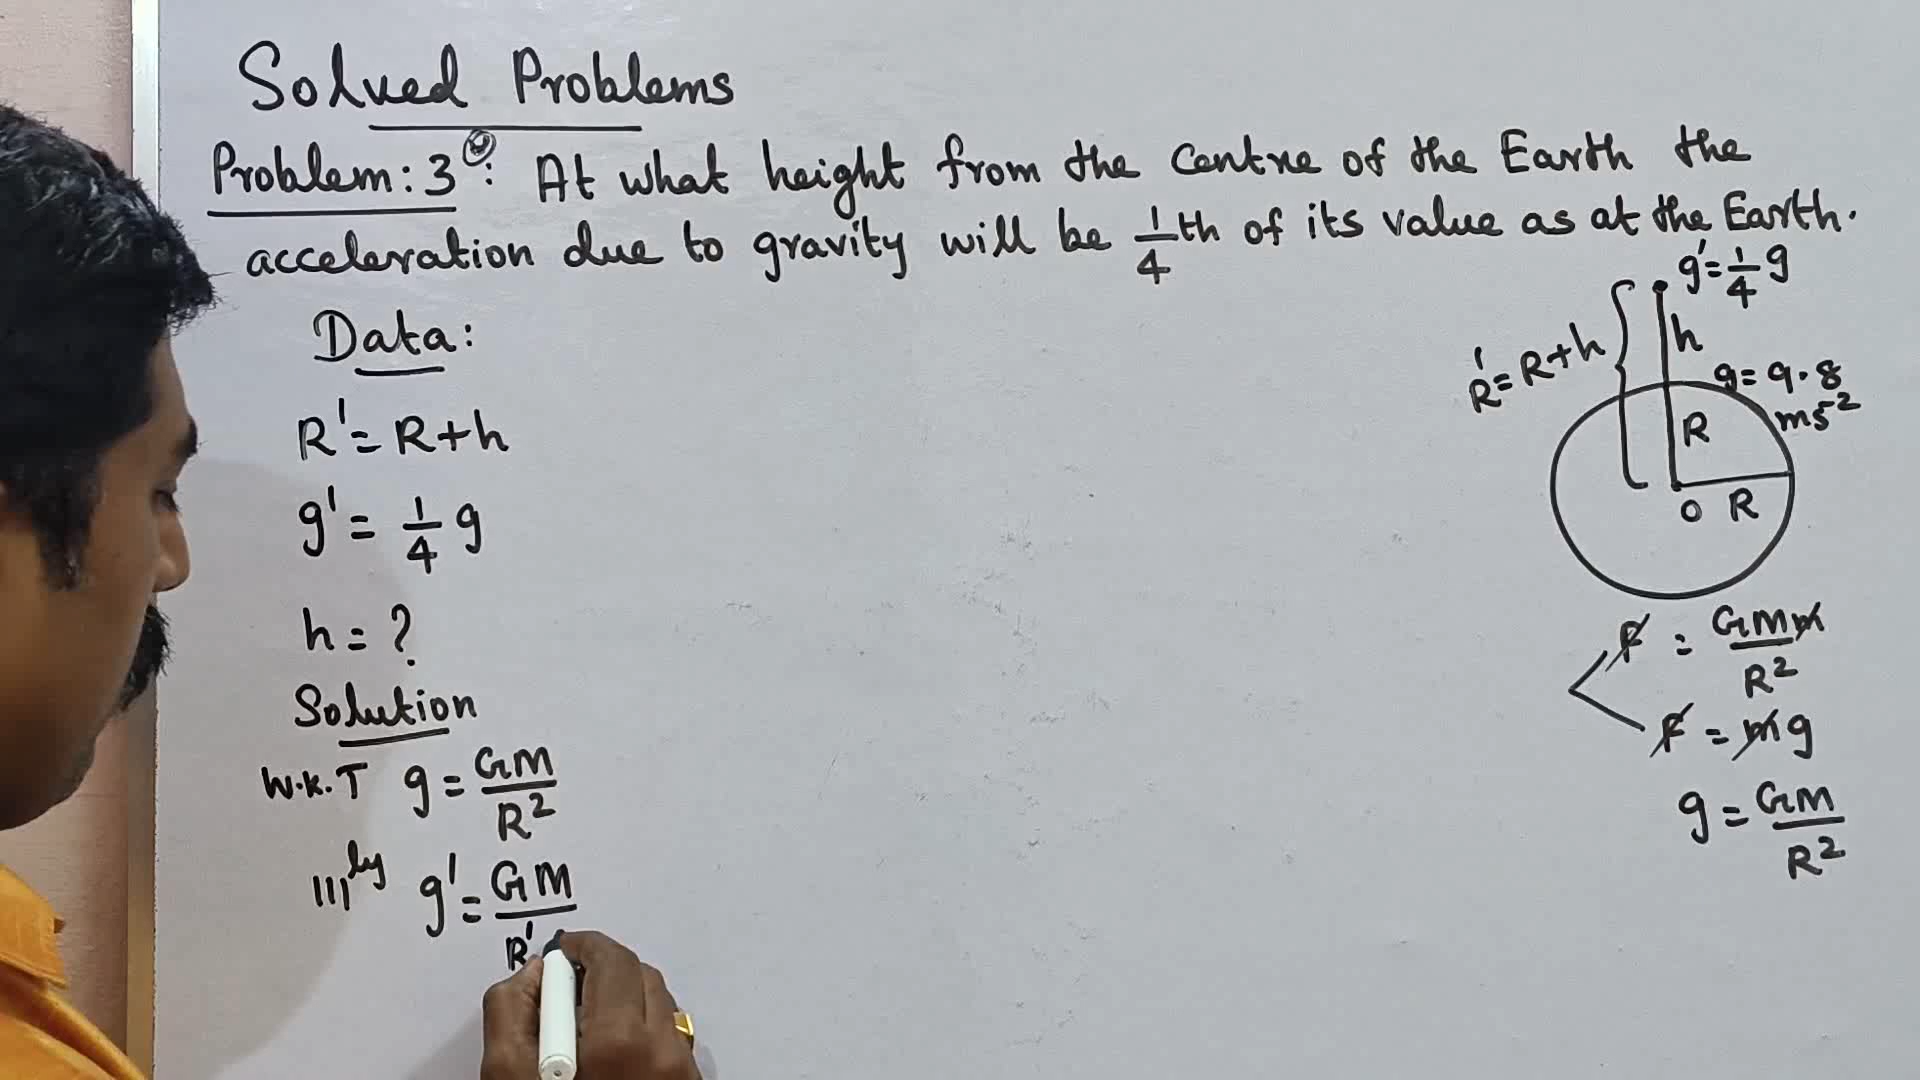 Solved Problems
Problem: 3 : At what height from the centre of the Earth the
acceleration due to gravity will be 1/4 th of its value as at the Earth.
Data:
R' = R+h
g' = 1/4 g
h = ?
Solution
W.K.T g = GM/R²
|||ly g' = GM/R'
g' = 1/4 g
h
R' = R+h
g = 9.8
ms⁻²
R
O R
F = GMm/R²
F = mg
g = GM/R²